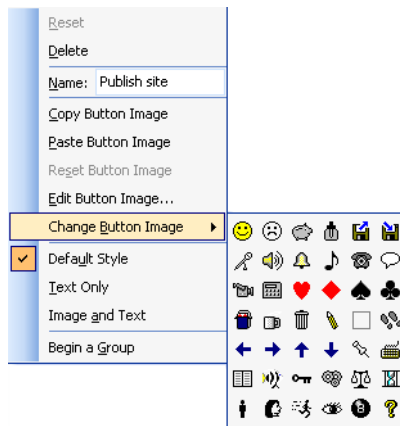 Reset
Delete
Name: Publish site
Copy Button Image
Paste Button Image
Reset Button Image
Edit Button Image...
Change Button Image
Default Style
Text Only
Image and Text
Begin a Group